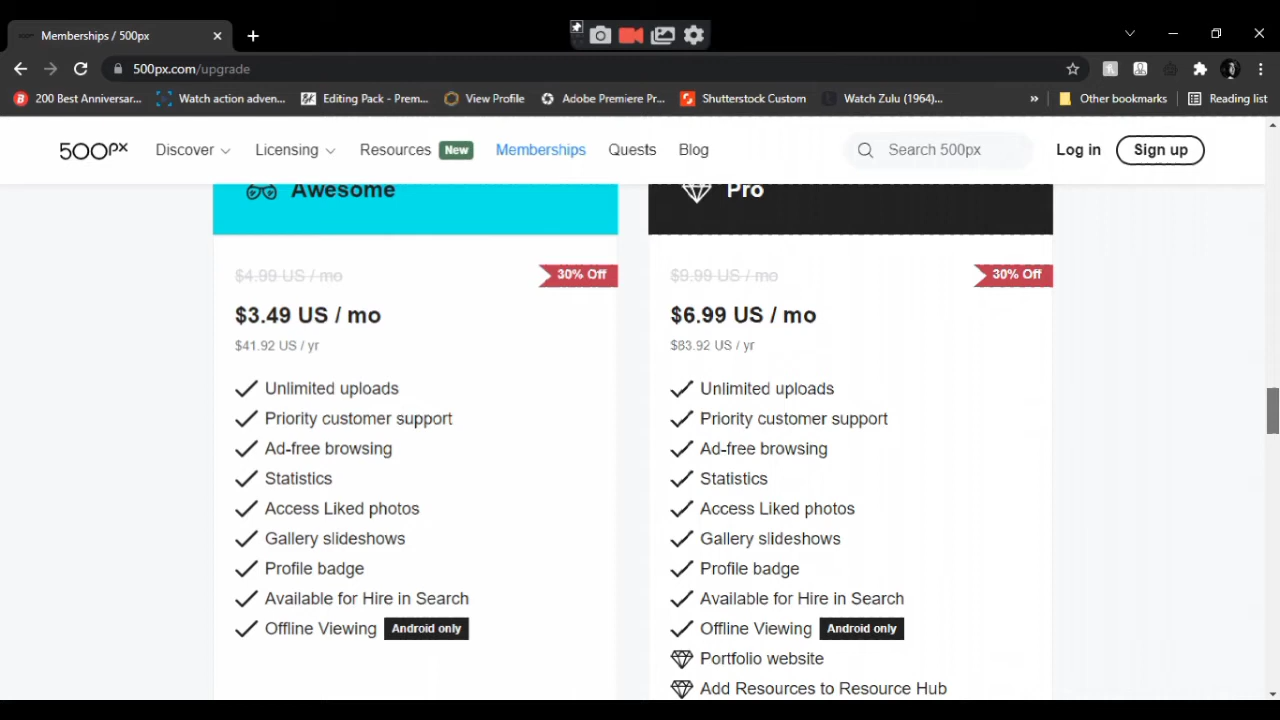 Memberships / 500px
500px.com/upgrade
200 Best Anniversar... Watch action adven... Editing Pack - Prem... View Profile Adobe Premiere Pr... Shutterstock Custom Watch Zulu (1964)... » Other bookmarks Reading list
500px Discover Licensing Resources New Memberships Quests Blog Search 500px Log in Sign up
Awesome
$4.99 US / mo 30% Off
$3.49 US / mo
$41.92 US / yr
Unlimited uploads
Priority customer support
Ad-free browsing
Statistics
Access Liked photos
Gallery slideshows
Profile badge
Available for Hire in Search
Offline Viewing Android only
Pro
$9.99 US / mo 30% Off
$6.99 US / mo
$83.92 US / yr
Unlimited uploads
Priority customer support
Ad-free browsing
Statistics
Access Liked photos
Gallery slideshows
Profile badge
Available for Hire in Search
Offline Viewing Android only
Portfolio website
Add Resources to Resource Hub